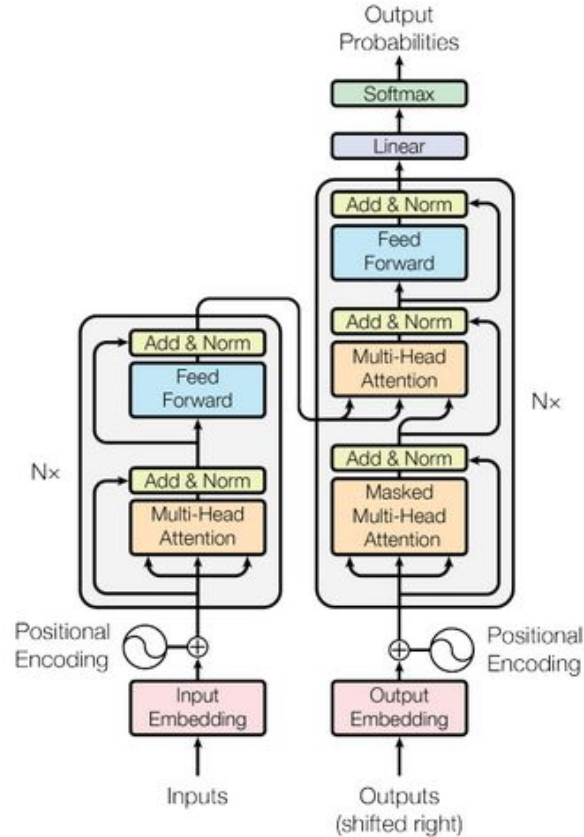 Output
Probabilities
Softmax
Linear
Add & Norm
Feed
Forward
Add & Norm
Multi-Head
Attention
Add & Norm
Masked
Multi-Head
Attention
N×
Add & Norm
Feed
Forward
Add & Norm
Multi-Head
Attention
N×
Positional
Encoding
Positional
Encoding
Input
Embedding
Output
Embedding
Inputs
Outputs
(shifted right)